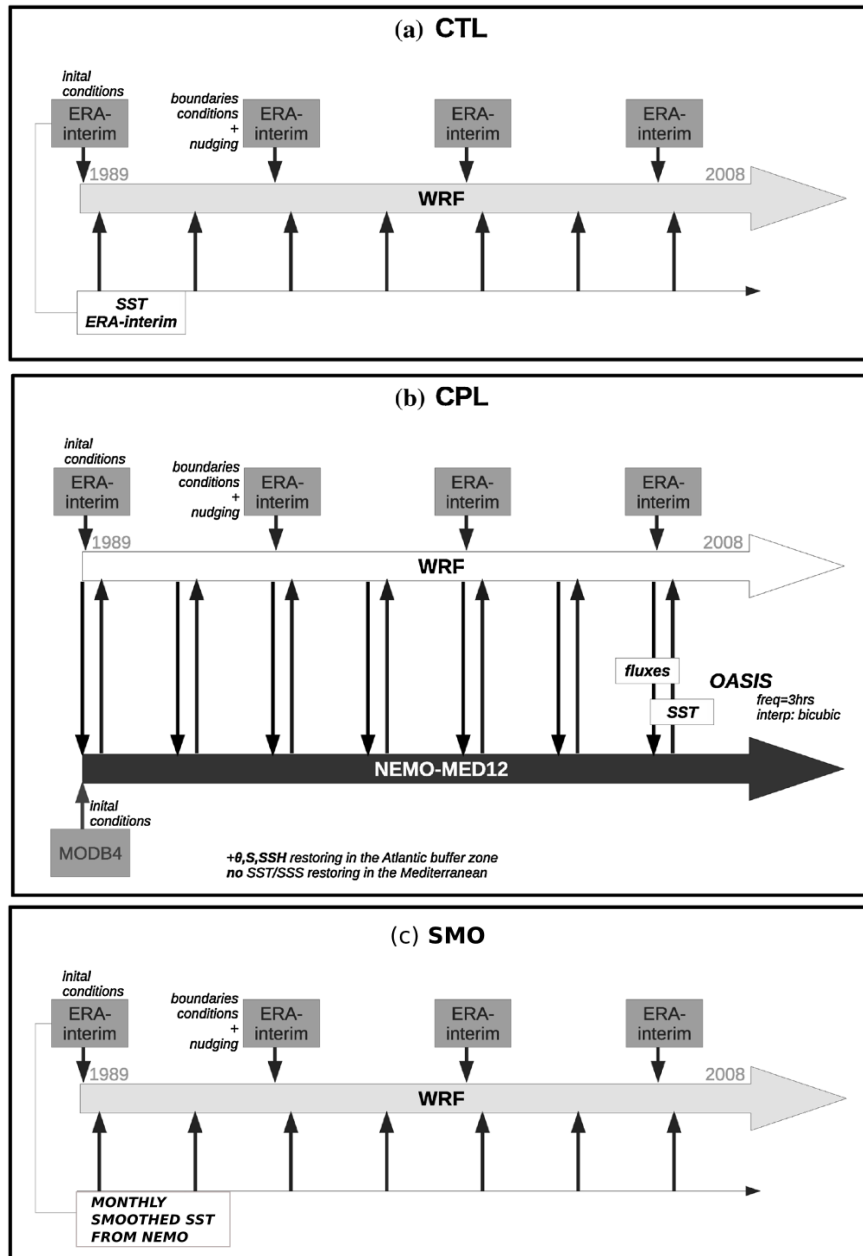 (a) CTL
inital
conditions
ERA-
interim
boundaries
conditions
+
nudging
ERA-
interim
ERA-
interim
ERA-
interim
1989
2008
WRF
SST
ERA-interim
(b) CPL
inital
conditions
ERA-
interim
boundaries
conditions
+
nudging
ERA-
interim
ERA-
interim
ERA-
interim
1989
2008
WRF
fluxes
OASIS
SST
freq=3hrs
interp: bicubic
NEMO-MED12
inital
conditions
MODB4
+θ,S,SSH restoring in the Atlantic buffer zone
no SST/SSS restoring in the Mediterranean
(c) SMO
inital
conditions
ERA-
interim
boundaries
conditions
+
nudging
ERA-
interim
ERA-
interim
ERA-
interim
1989
2008
WRF
MONTHLY
SMOOTHED SST
FROM NEMO